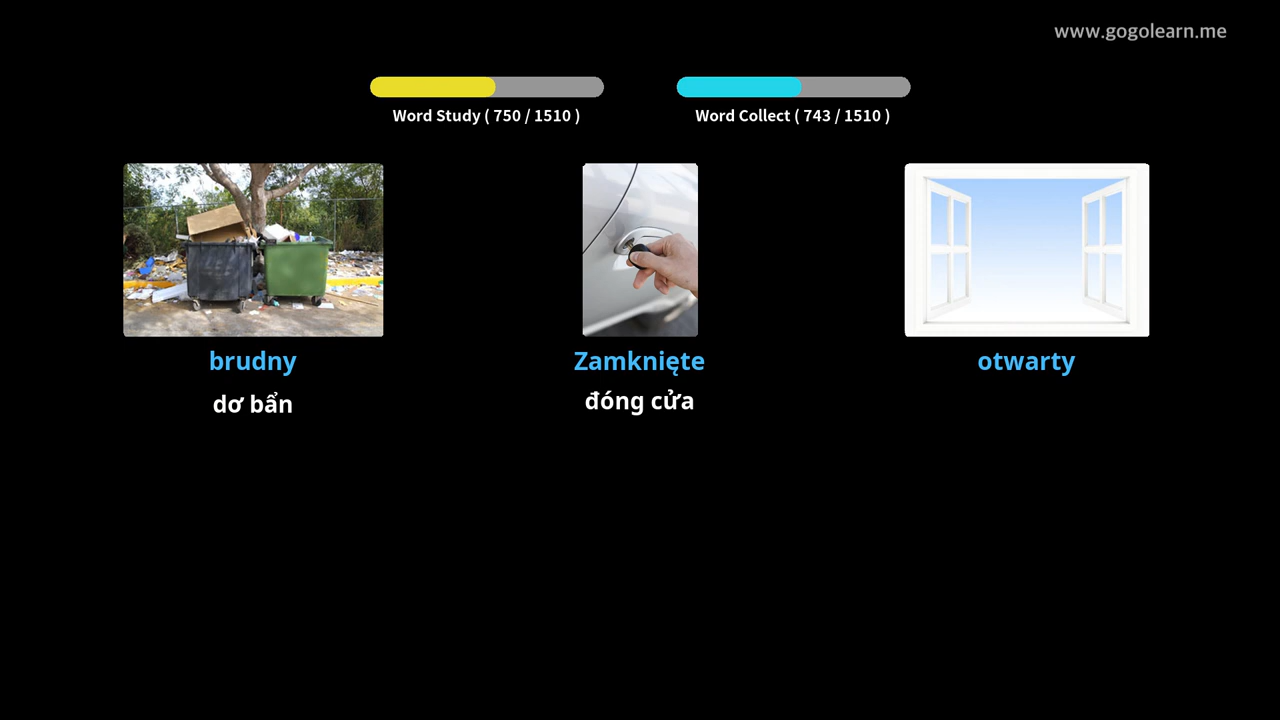 www.gogolearn.me
Word Study ( 750 / 1510 )
Word Collect ( 743 / 1510 )
brudny
Zamknięte
otwarty
dơ bẩn
đóng cửa